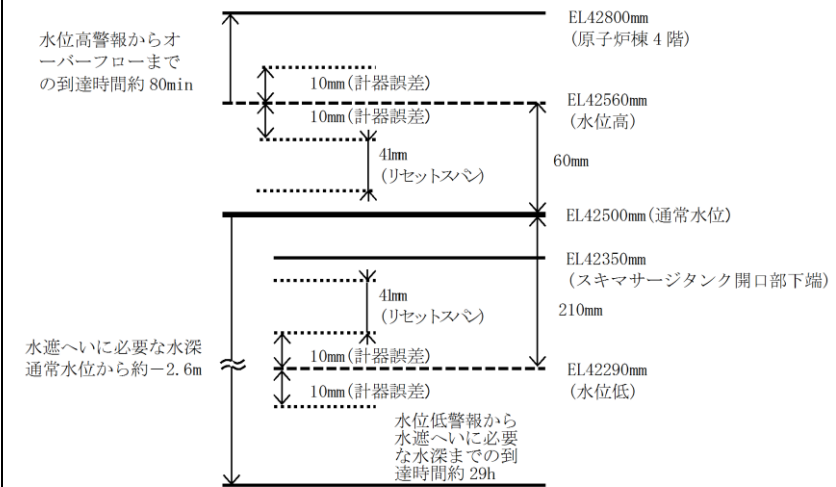 EL42800mm
(原子炉棟 4 階)
水位高警報からオ
ーバーフローまで
の到達時間約 80min
10mm(計器誤差)
EL42560mm
(水位高)
10mm(計器誤差)
41mm
(リセットスパン)
60mm
EL42500mm(通常水位)
EL42350mm
(スキマサージタンク開口部下端)
41mm
(リセットスパン)
210mm
水遮へいに必要な水深
通常水位から約－2.6m
10mm(計器誤差)
EL42290mm
(水位低)
10mm(計器誤差)
水位低警報から
水遮へいに必要
な水深までの到
達時間約 29h